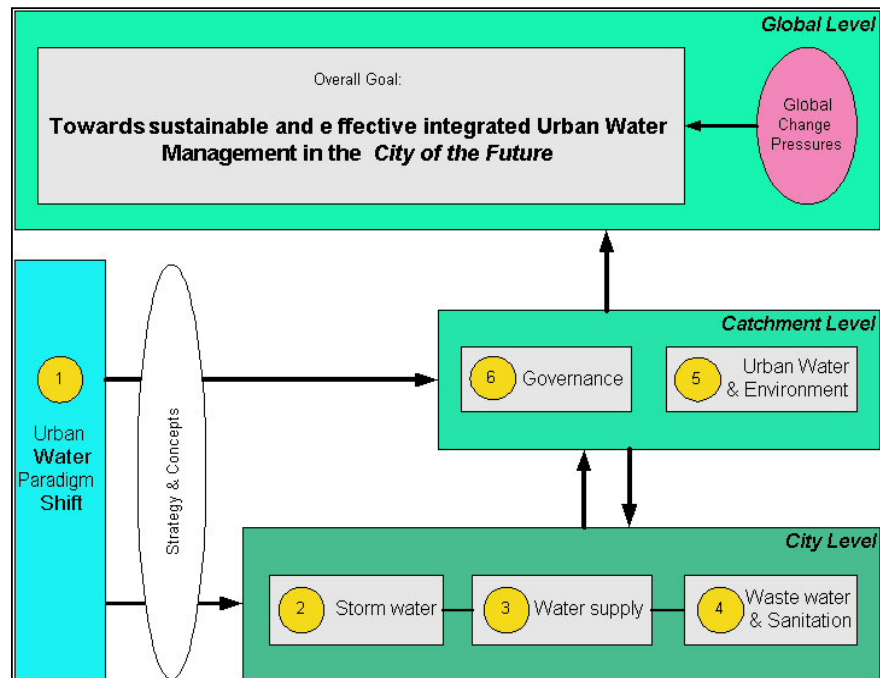 Global Level
Overall Goal:
Towards sustainable and effective integrated Urban Water
Management in the City of the Future
Global
Change
Pressures
1
Urban
Water
Paradigm
Shift
Strategy & Concepts
Catchment Level
6
Governance
5
Urban Water
& Environment
City Level
2
Storm water
3
Water supply
4
Waste water
& Sanitation